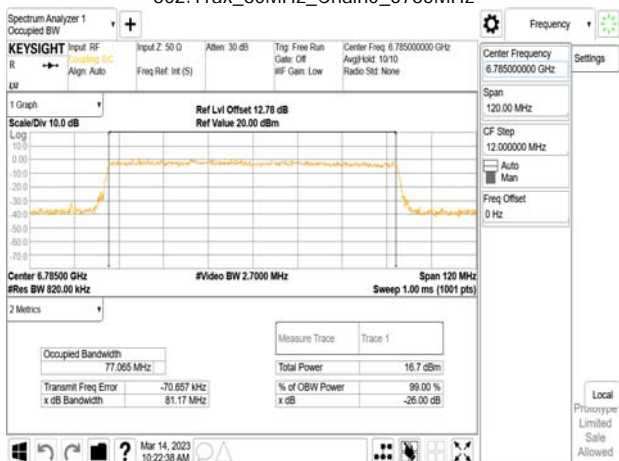 Spectrum Analyzer 1
Occupied BW
Frequency
KEYSIGHT
Input: RF
Coupling: DC
Align: Auto
Input Z: 50 Ω
Freq Ref: Int (S)
Atten: 30 dB
Trig: Free Run
Gate: Off
#IF Gain: Low
Center Freq: 6.785000000 GHz
Avg|Hold: 10/10
Radio Std: None
R
LVI
Center Frequency
6.785000000 GHz
Settings
Span
120.00 MHz
CF Step
12.000000 MHz
Auto
Man
Freq Offset
0 Hz
1 Graph
Scale/Div 10.0 dB
Ref Lvl Offset 12.78 dB
Ref Value 20.00 dBm
Log
10.0
0.00
-10.0
-20.0
-30.0
-40.0
-50.0
-60.0
-70.0
Center 6.78500 GHz
#Video BW 2.7000 MHz
Span 120 MHz
#Res BW 820.00 kHz
Sweep 1.00 ms (1001 pts)
2 Metrics
Measure Trace
Trace 1
Occupied Bandwidth
77.065 MHz
Total Power
16.7 dBm
Transmit Freq Error
-70.657 kHz
% of OBW Power
99.00 %
x dB Bandwidth
81.17 MHz
x dB
-26.00 dB
Local
Prototype
Limited
Sale
Allowed
Mar 14, 2023
10:22:38 AM